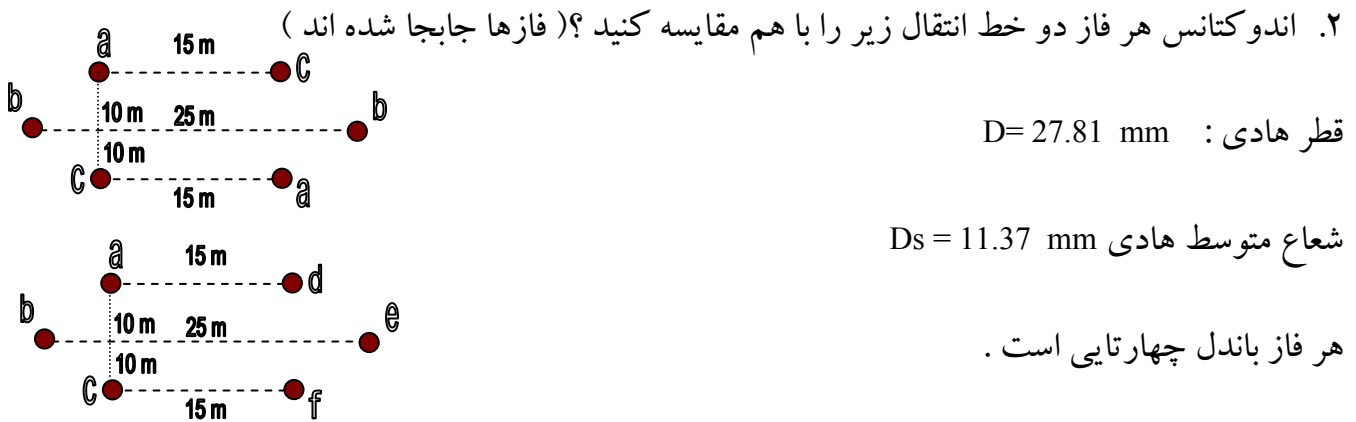 ۲. اندوکتانس هر فاز دو خط انتقال زیر را با هم مقایسه کنید ؟( فازها جابجا شده اند )
a 15 m c
b 10 m 25 m b
10 m
c 15 m a
قطر هادی : D= 27.81 mm
شعاع متوسط هادی Ds = 11.37 mm
هر فاز باندل چهارتایی است .
a 15 m d
b 10 m 25 m e
10 m
c 15 m f